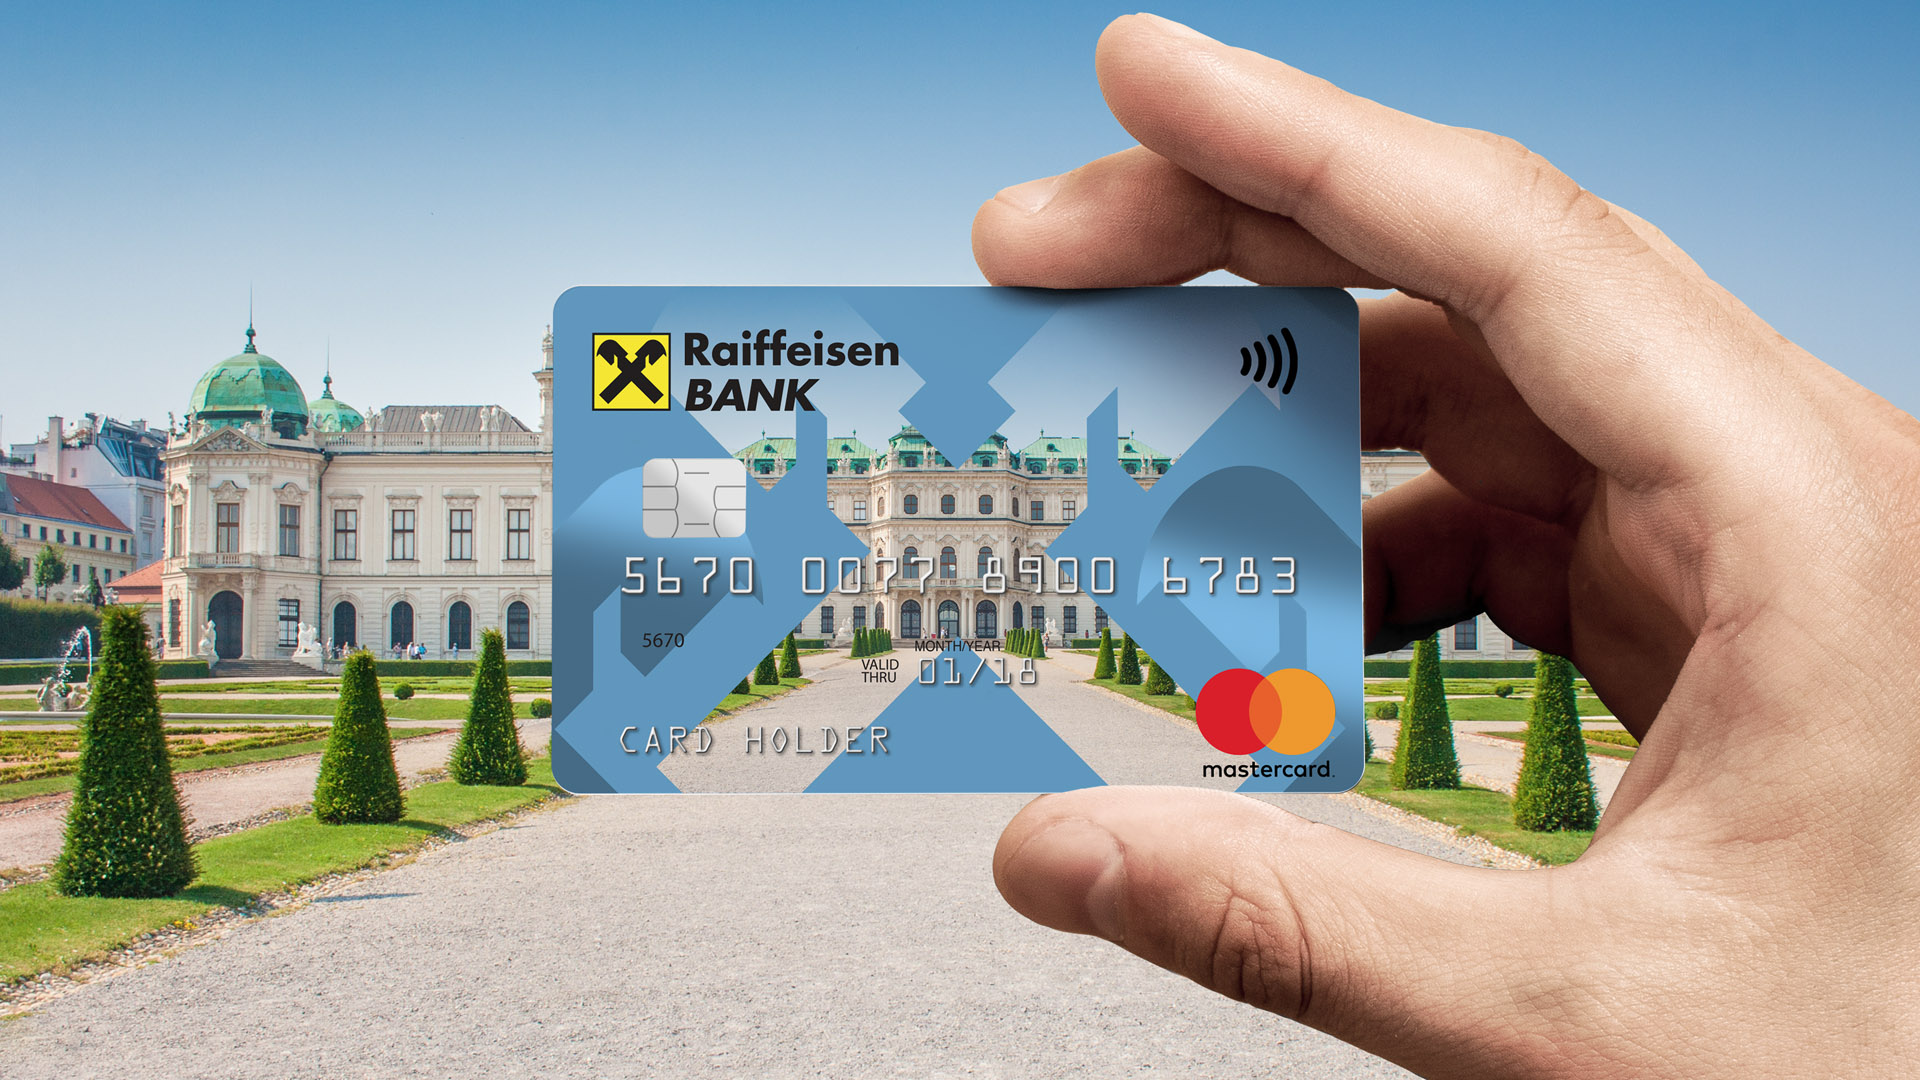 Raiffeisen
BANK
5670 0077 8900 6783
5670
MONTH/YEAR
VALID
THRU
01/18
CARD HOLDER
mastercard.